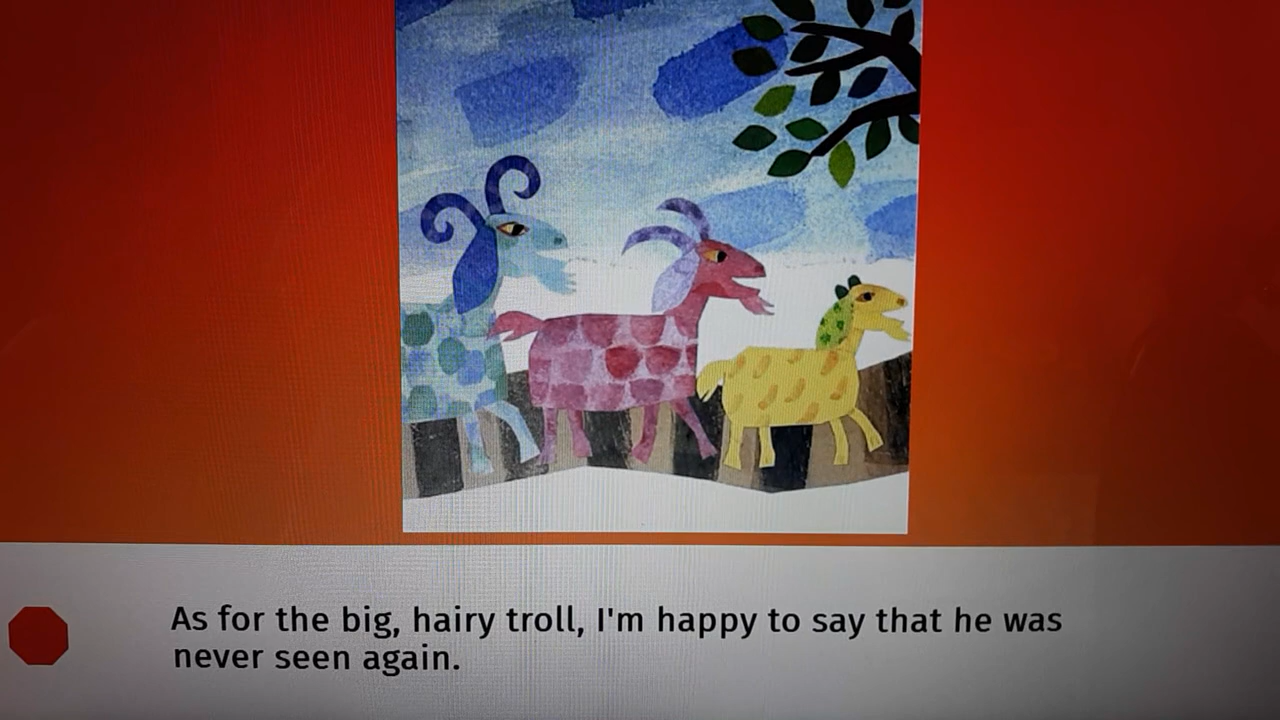 As for the big, hairy troll, I'm happy to say that he was
never seen again.